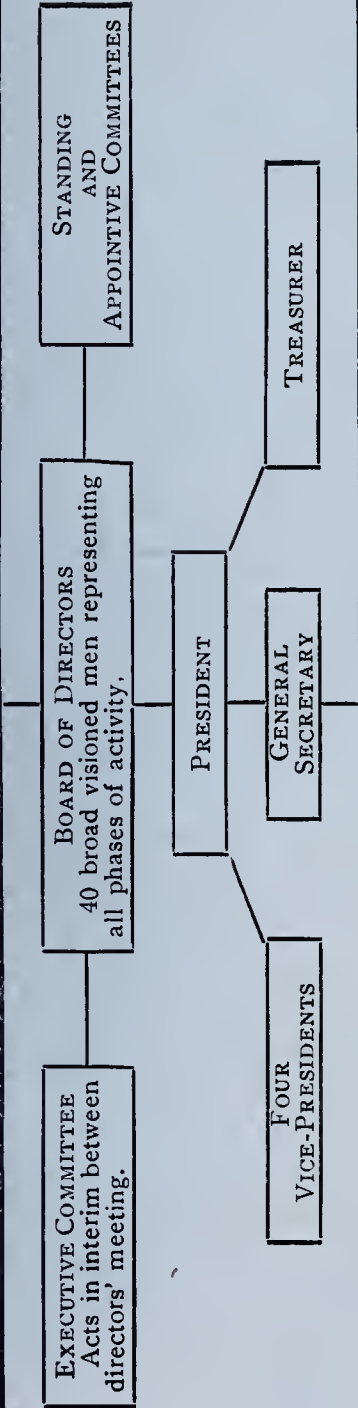 EXECUTIVE COMMITTEE
Acts in interim between
directors' meeting.
BOARD OF DIRECTORS
40 broad visioned men representing
all phases of activity.
STANDING
AND
APPOINTIVE COMMITTEES
PRESIDENT
FOUR
VICE-PRESIDENTS
GENERAL
SECRETARY
TREASURER